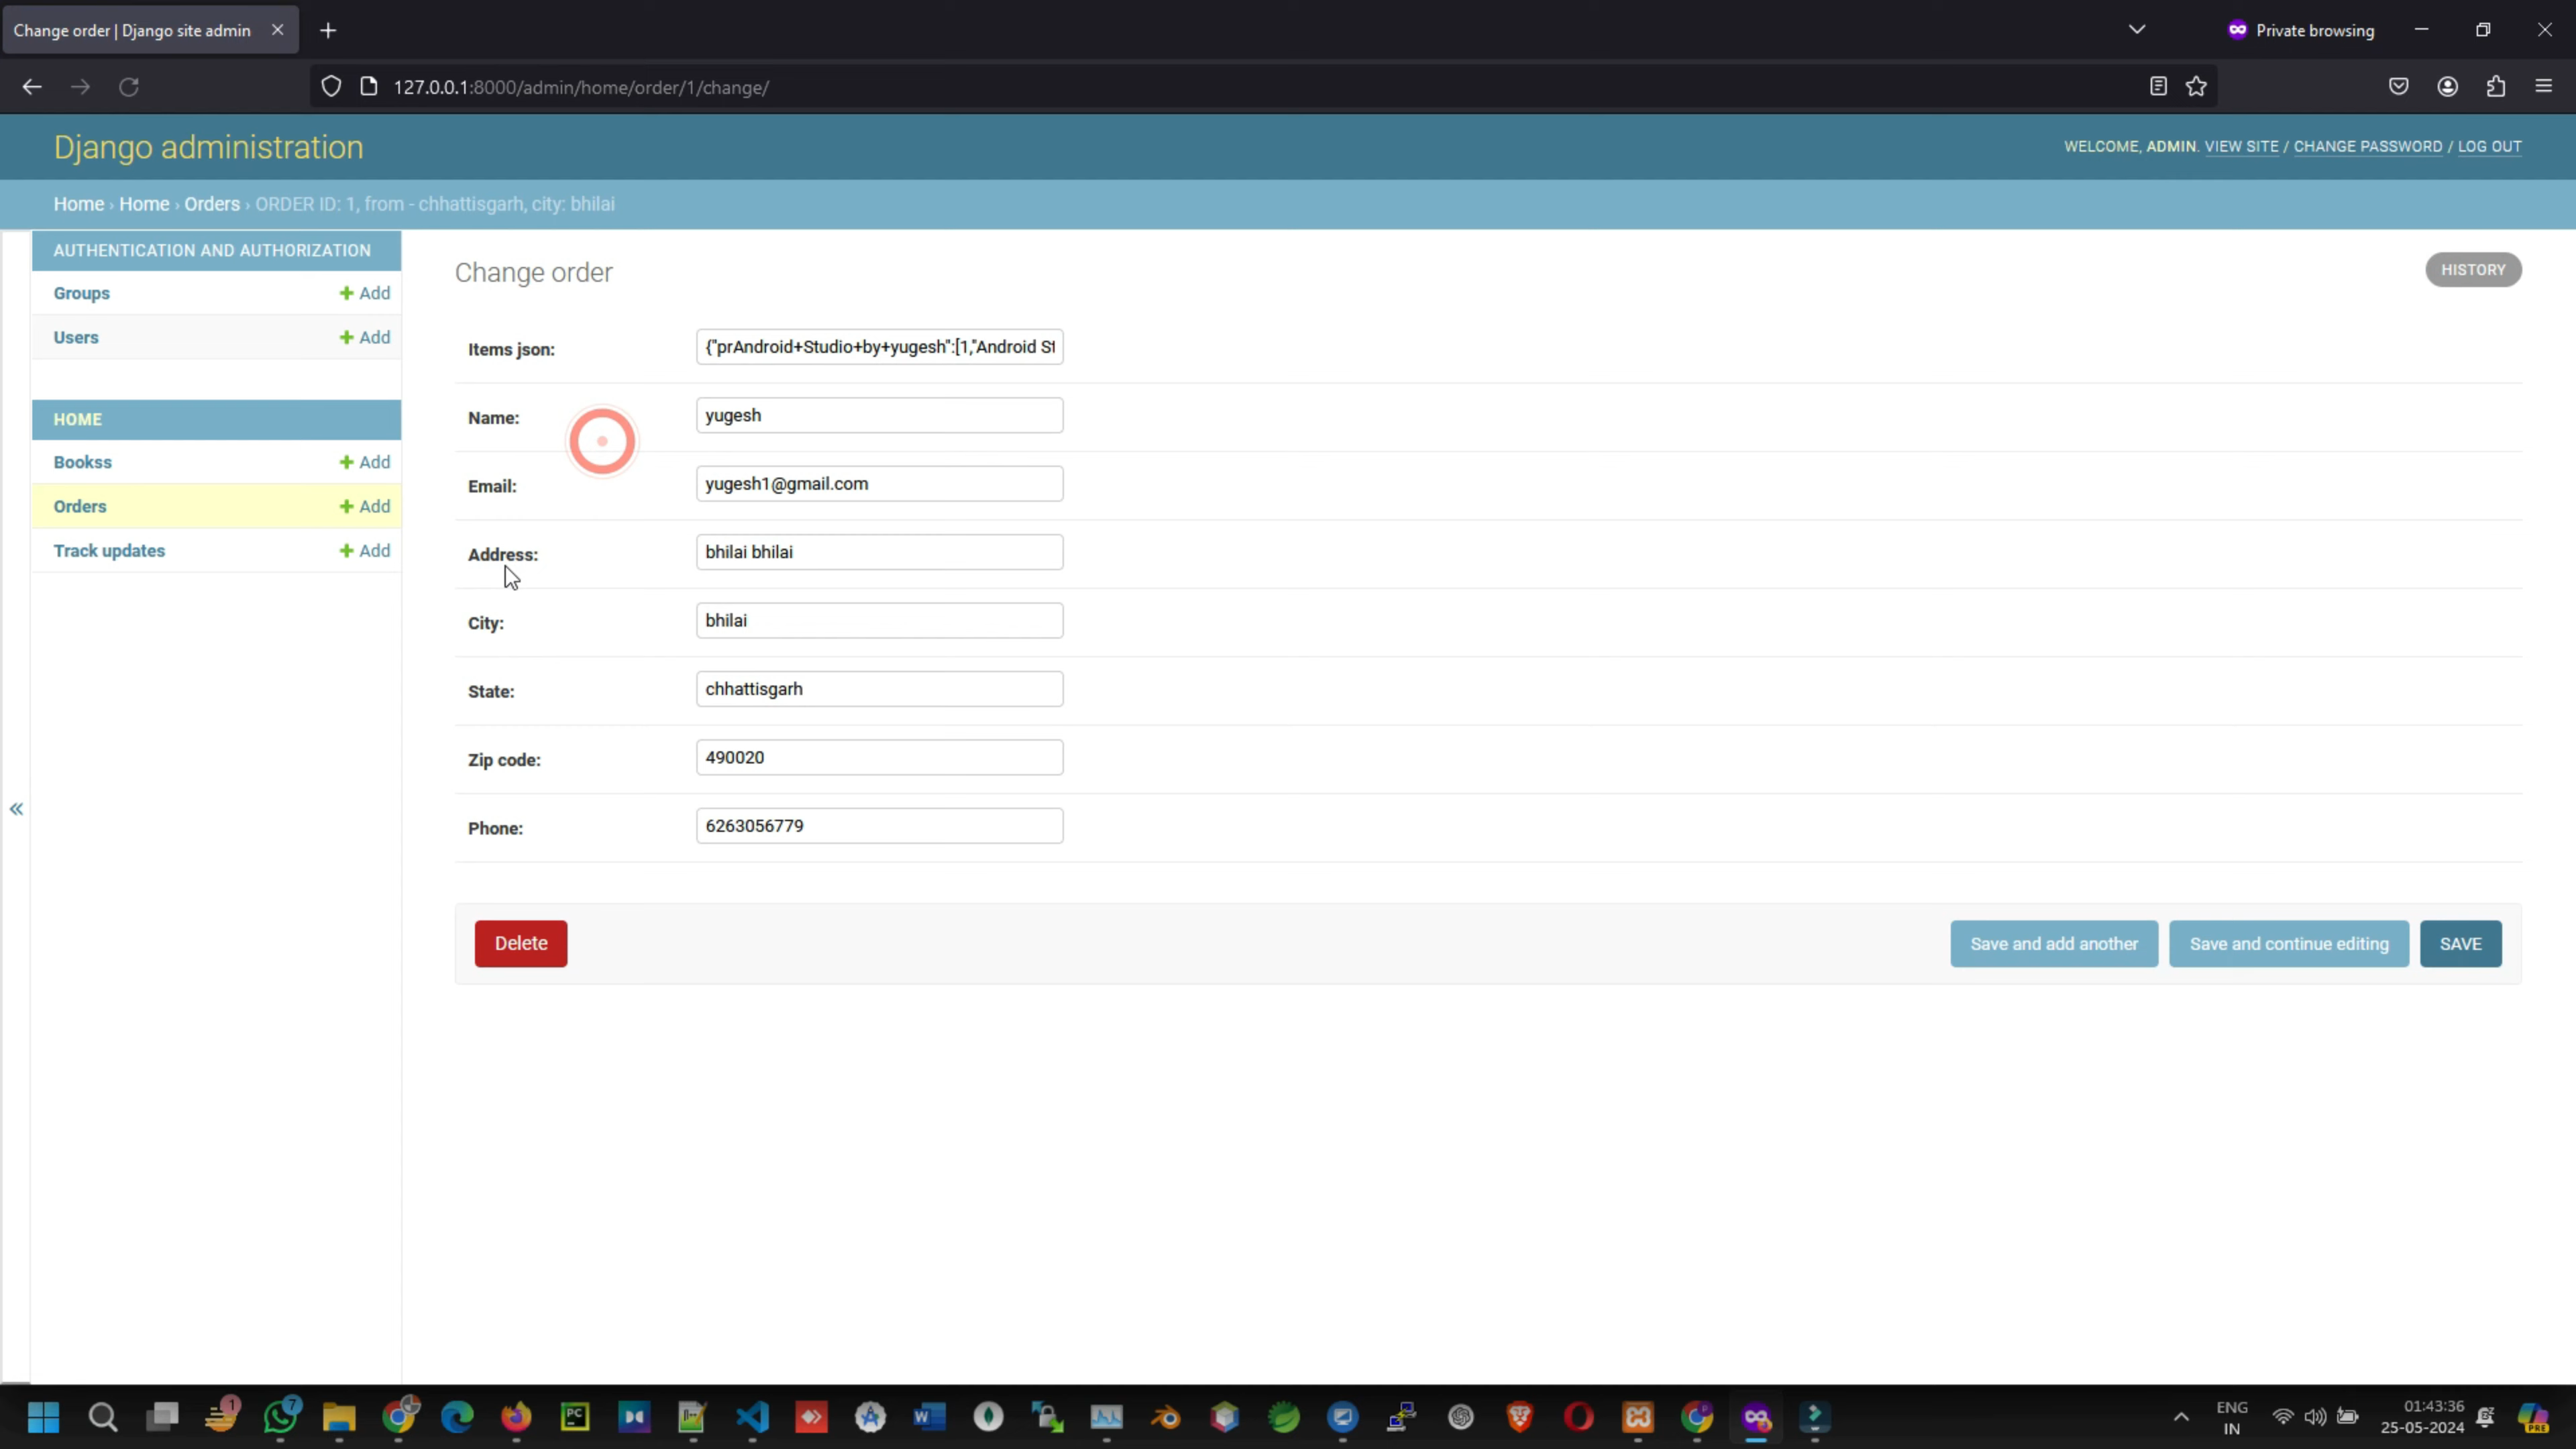 Change order | Django site admin
Private browsing
127.0.0.1:8000/admin/home/order/1/change/
Django administration
WELCOME, ADMIN. VIEW SITE / CHANGE PASSWORD / LOG OUT
Home › Home › Orders › ORDER ID: 1, from - chhattisgarh, city: bhilai
AUTHENTICATION AND AUTHORIZATION
Groups + Add
Users + Add
HOME
Bookss + Add
Orders + Add
Track updates + Add
«
Change order
HISTORY
Items json: {"prAndroid+Studio+by+yugesh":[1,"Android St
Name: yugesh
Email: yugesh1@gmail.com
Address: bhilai bhilai
City: bhilai
State: chhattisgarh
Zip code: 490020
Phone: 6263056779
Delete
Save and add another
Save and continue editing
SAVE
1
7
PC
W
P
ENG
IN
01:43:36
25-05-2024
PRE